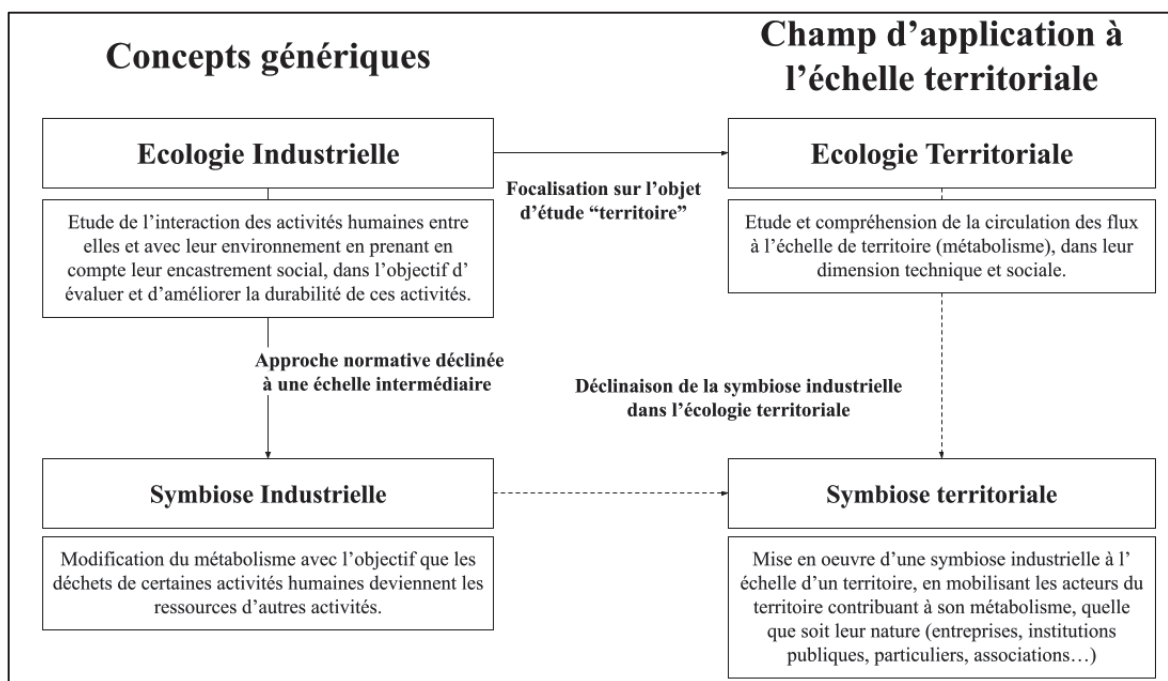 Concepts génériques
Champ d’application à
l’échelle territoriale
Ecologie Industrielle
Ecologie Territoriale
Focalisation sur l’objet
d’étude “territoire”
Etude de l’interaction des activités humaines entre
elles et avec leur environnement en prenant en
compte leur encastrement social, dans l’objectif d’
évaluer et d’améliorer la durabilité de ces activités.
Etude et compréhension de la circulation des flux
à l’échelle de territoire (métabolisme), dans leur
dimension technique et sociale.
Approche normative déclinée
à une échelle intermédiaire
Déclinaison de la symbiose industrielle
dans l’écologie territoriale
Symbiose Industrielle
Symbiose territoriale
Modification du métabolisme avec l’objectif que les
déchets de certaines activités humaines deviennent les
ressources d’autres activités.
Mise en oeuvre d’une symbiose industrielle à l’
échelle d’un territoire, en mobilisant les acteurs du
territoire contribuant à son métabolisme, quelle
que soit leur nature (entreprises, institutions
publiques, particuliers, associations…)